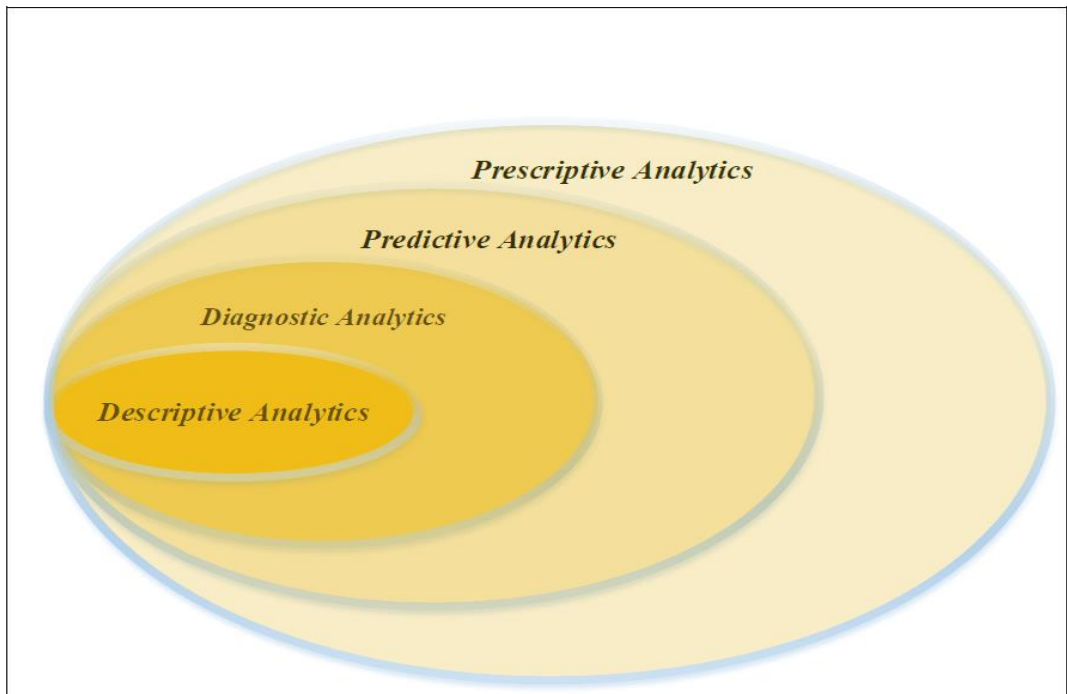 Prescriptive Analytics
Predictive Analytics
Diagnostic Analytics
Descriptive Analytics